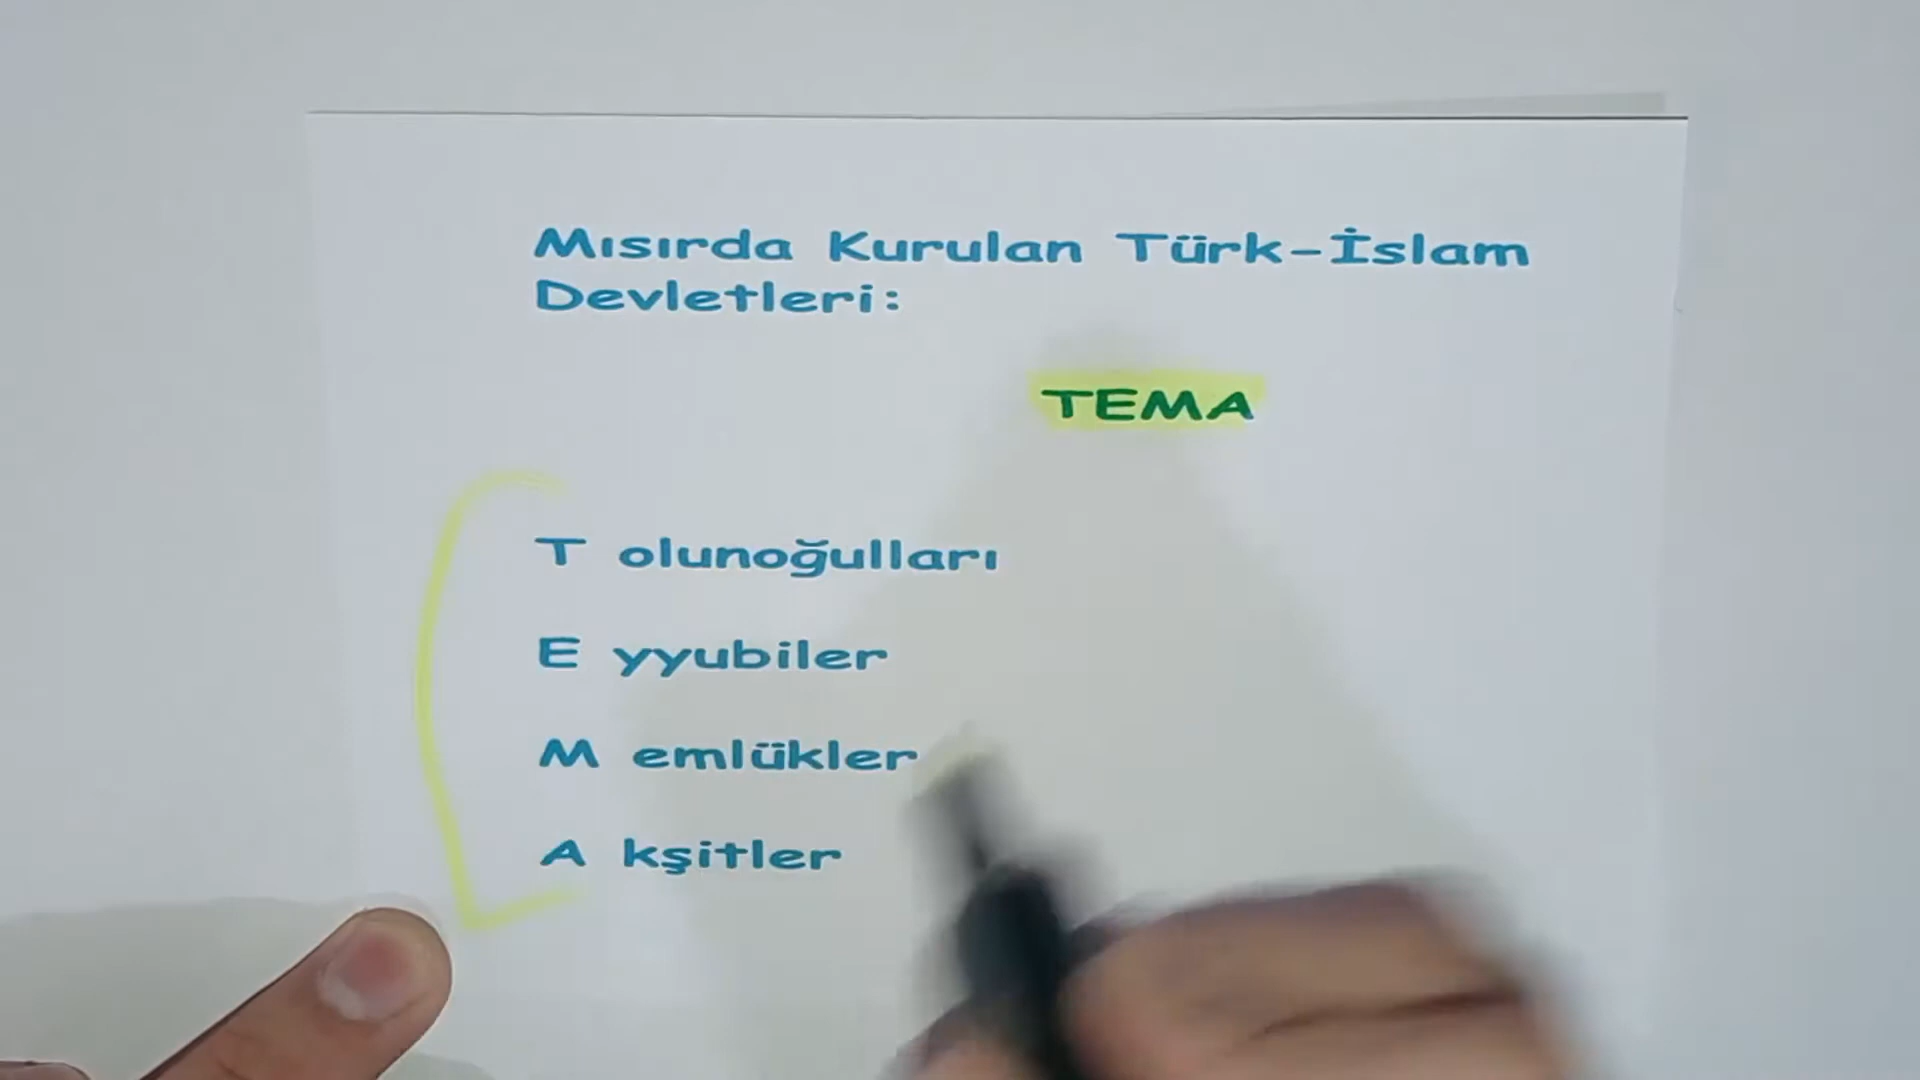 Mısırda Kurulan Türk-İslam
Devletleri:
TEMA
T olunoğulları
E yyubiler
M emlükler
A kşitler